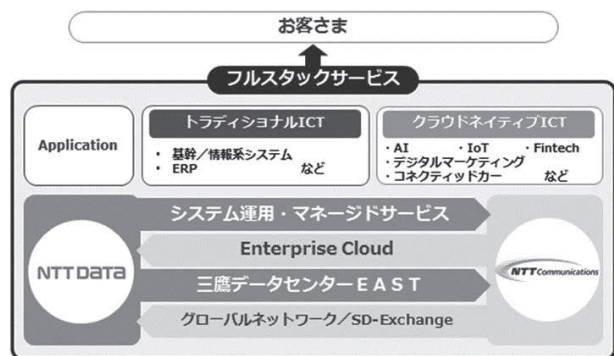 お客さま
フルスタックサービス
Application
トラディショナルICT
・ 基幹／情報系システム
・ ERP など
クラウドネイティブICT
・AI ・IoT ・Fintech
・デジタルマーケティング
・コネクティッドカー など
システム運用・マネージドサービス
Enterprise Cloud
三鷹データセンターＥＡＳＴ
グローバルネットワーク／SD-Exchange
NTT DATA
NTT Communications